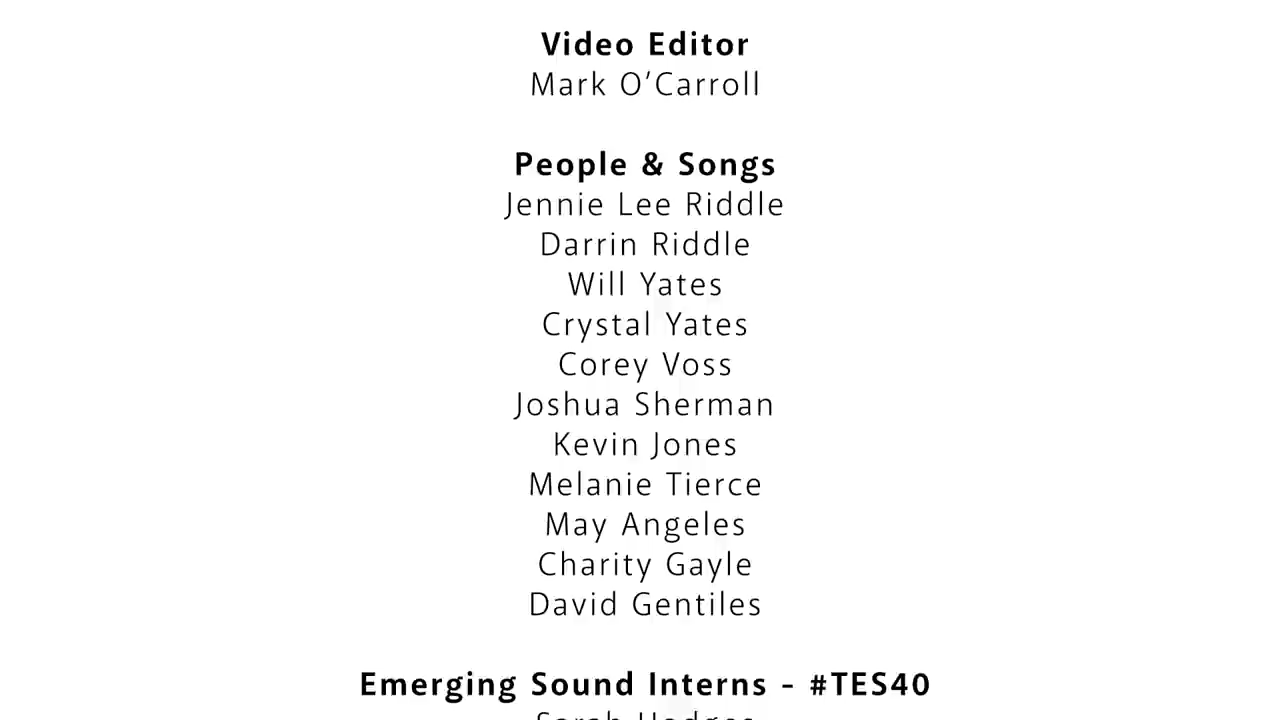 Video Editor
Mark O’Carroll
People & Songs
Jennie Lee Riddle
Darrin Riddle
Will Yates
Crystal Yates
Corey Voss
Joshua Sherman
Kevin Jones
Melanie Tierce
May Angeles
Charity Gayle
David Gentiles
Emerging Sound Interns - #TES40